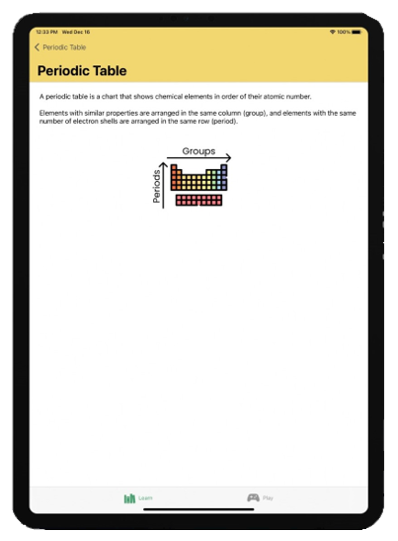 12:33 PM Wed Dec 16
100%
Periodic Table
Periodic Table
A periodic table is a chart that shows chemical elements in order of their atomic number.
Elements with similar properties are arranged in the same column (group), and elements with the same
number of electron shells are arranged in the same row (period).
Groups
Periods
Learn
Play